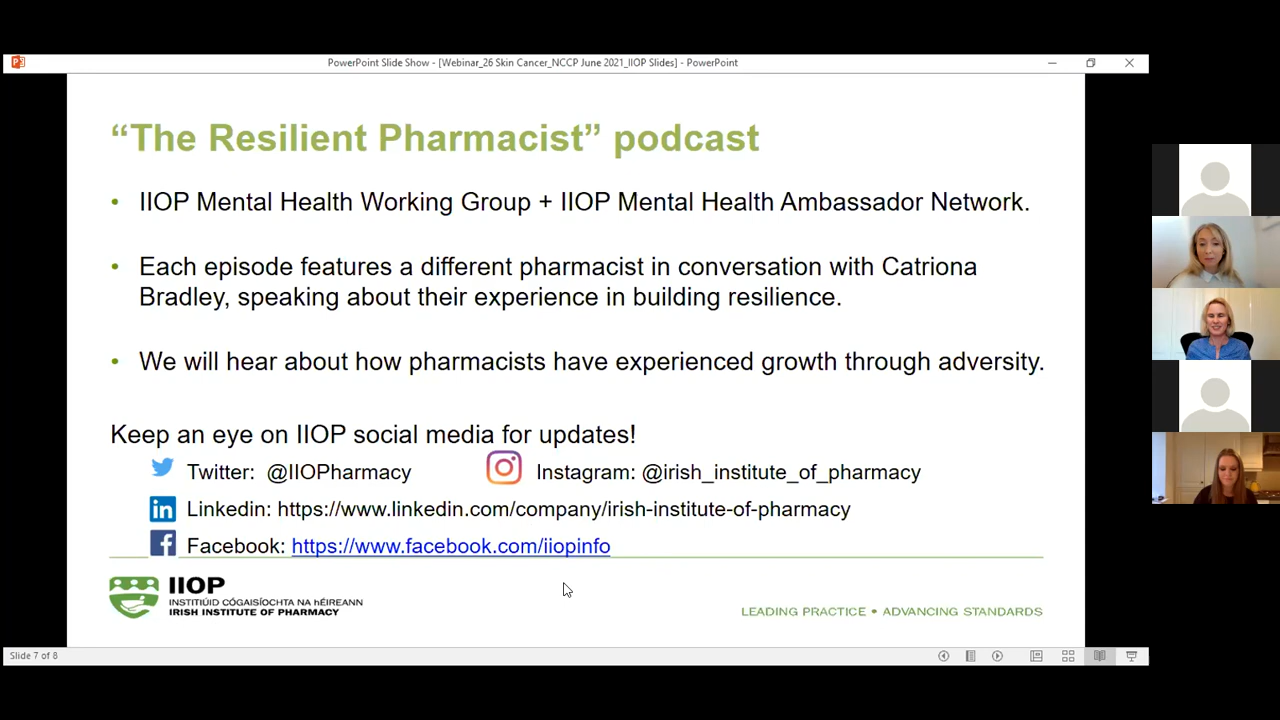 PowerPoint Slide Show - [Webinar_26 Skin Cancer_NCCP June 2021_IIOP Slides] - PowerPoint
“The Resilient Pharmacist” podcast
• IIOP Mental Health Working Group + IIOP Mental Health Ambassador Network.
• Each episode features a different pharmacist in conversation with Catriona
Bradley, speaking about their experience in building resilience.
• We will hear about how pharmacists have experienced growth through adversity.
Keep an eye on IIOP social media for updates!
Twitter: @IIOPharmacy
Instagram: @irish_institute_of_pharmacy
Linkedin: https://www.linkedin.com/company/irish-institute-of-pharmacy
Facebook: https://www.facebook.com/iiopinfo
IIOP
INSTITIÚID CÓGAISÍOCHTA NA hÉIREANN
IRISH INSTITUTE OF PHARMACY
LEADING PRACTICE • ADVANCING STANDARDS
Slide 7 of 8